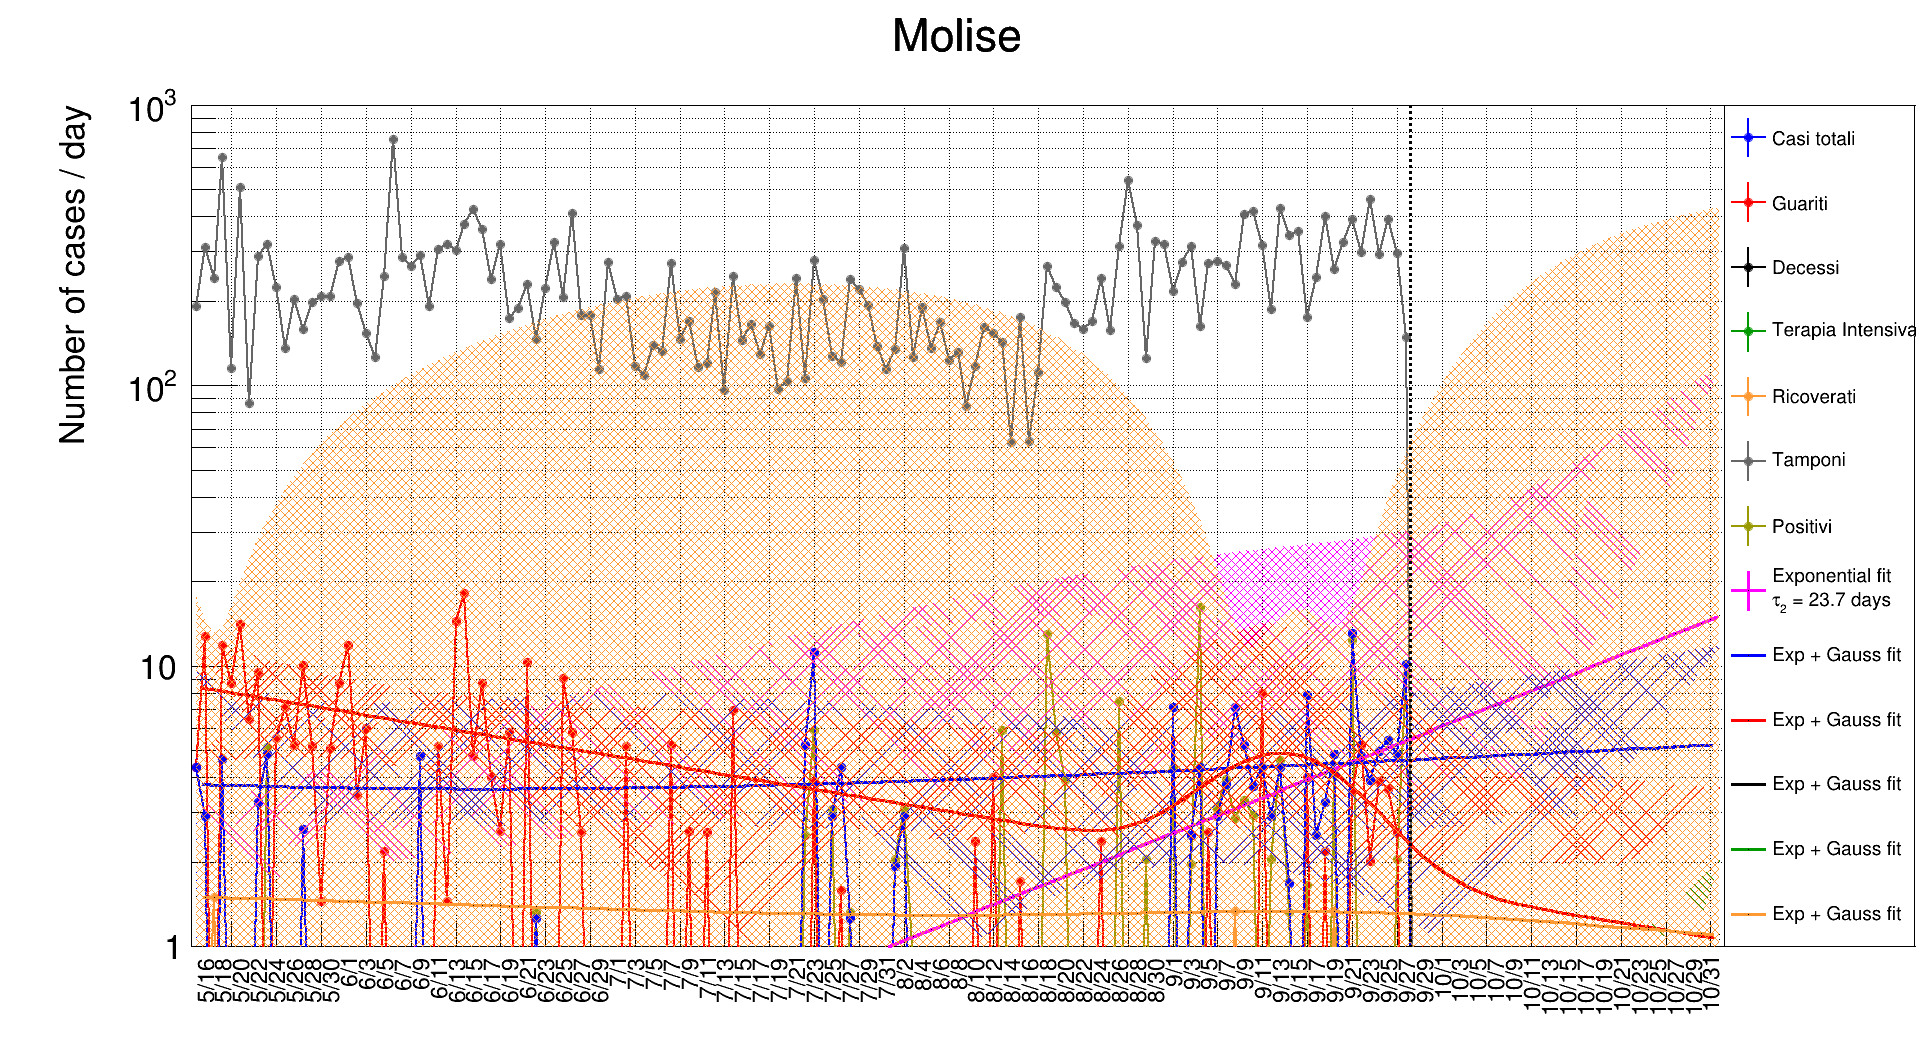 Molise
Number of cases / day
10³
10²
10
1
5/16 5/18 5/20 5/22 5/24 5/26 5/28 5/30 6/1 6/3 6/5 6/7 6/9 6/11 6/13 6/15 6/17 6/19 6/21 6/23 6/25 6/27 6/29 7/1 7/3 7/5 7/7 7/9 7/11 7/13 7/15 7/17 7/19 7/21 7/23 7/25 7/27 7/29 7/31 8/2 8/4 8/6 8/8 8/10 8/12 8/14 8/16 8/18 8/20 8/22 8/24 8/26 8/28 8/30 9/1 9/3 9/5 9/7 9/9 9/11 9/13 9/15 9/17 9/19 9/21 9/23 9/25 9/27 9/29 10/1 10/3 10/5 10/7 10/9 10/11 10/13 10/15 10/17 10/19 10/21 10/23 10/25 10/27 10/29 10/31
Casi totali
Guariti
Decessi
Terapia Intensiva
Ricoverati
Tamponi
Positivi
Exponential fit
τ₂ = 23.7 days
Exp + Gauss fit
Exp + Gauss fit
Exp + Gauss fit
Exp + Gauss fit
Exp + Gauss fit